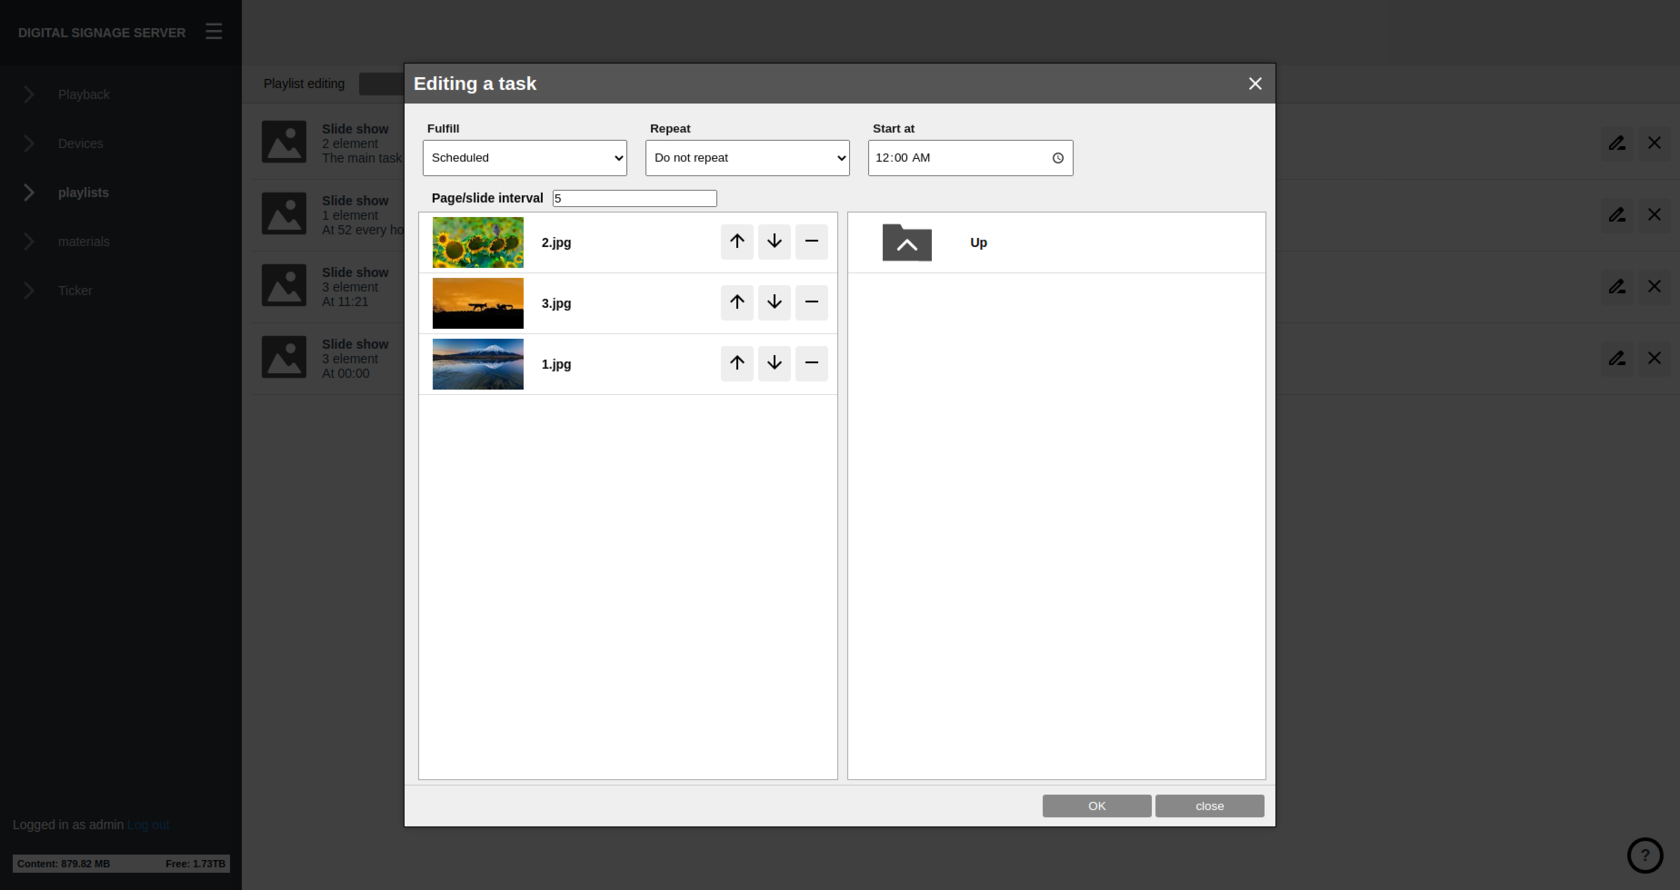 DIGITAL SIGNAGE SERVER
Playback
Devices
playlists
materials
Ticker
Logged in as admin Log out
Content: 879.82 MB Free: 1.73TB
Playlist editing
Slide show
2 element
The main task
Slide show
1 element
At 52 every ho
Slide show
3 element
At 11:21
Slide show
3 element
At 00:00
Editing a task
Fulfill
Repeat
Start at
Scheduled
Do not repeat
12:00 AM
Page/slide interval 5
2.jpg
3.jpg
1.jpg
Up
OK
close
?